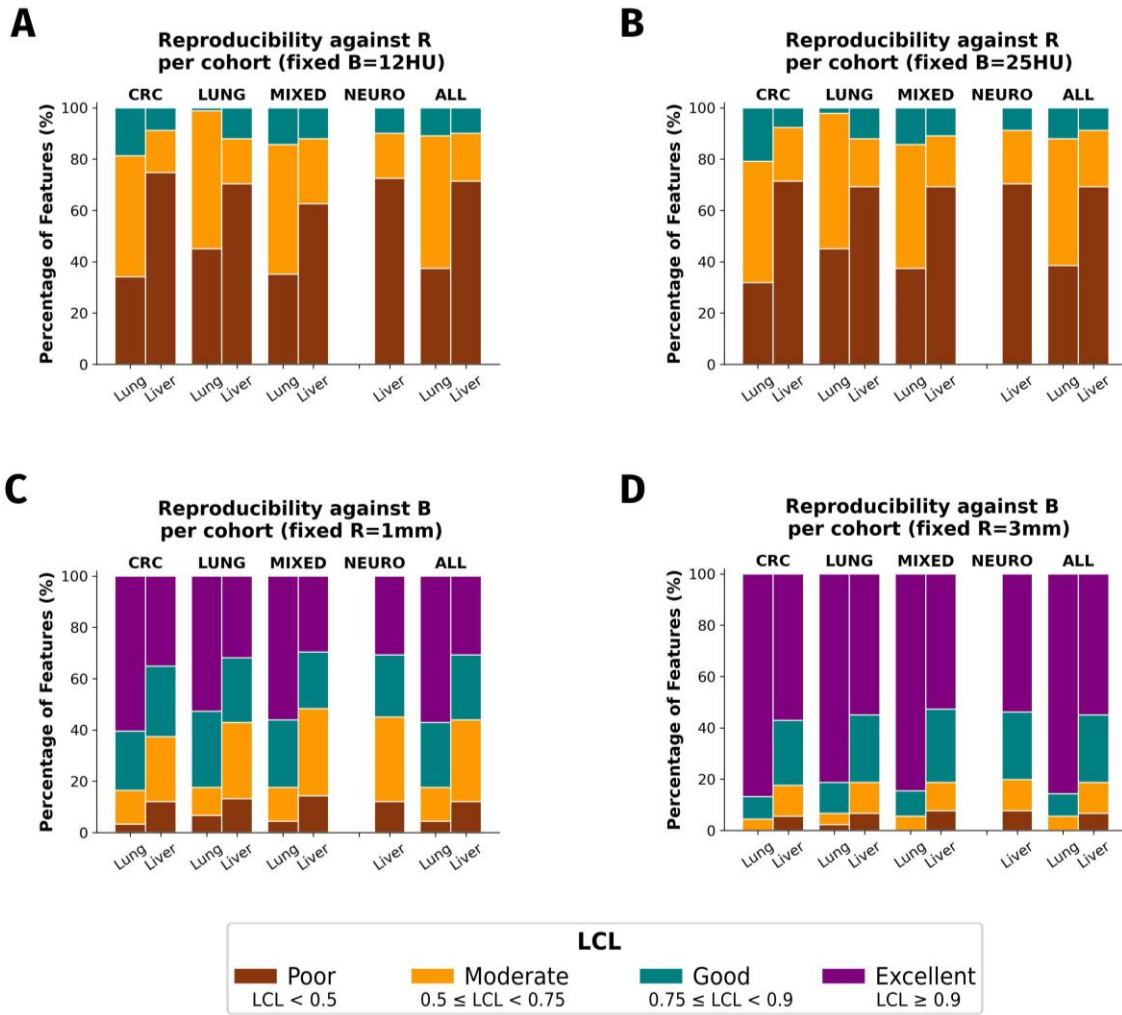 A
Reproducibility against R
per cohort (fixed B=12HU)
CRC LUNG MIXED NEURO ALL
Percentage of Features (%)
100
80
60
40
20
0
Lung Liver Lung Liver Lung Liver Liver Lung Liver
B
Reproducibility against R
per cohort (fixed B=25HU)
CRC LUNG MIXED NEURO ALL
Percentage of Features (%)
100
80
60
40
20
0
Lung Liver Lung Liver Lung Liver Liver Lung Liver
C
Reproducibility against B
per cohort (fixed R=1mm)
CRC LUNG MIXED NEURO ALL
Percentage of Features (%)
100
80
60
40
20
0
Lung Liver Lung Liver Lung Liver Liver Lung Liver
D
Reproducibility against B
per cohort (fixed R=3mm)
CRC LUNG MIXED NEURO ALL
Percentage of Features (%)
100
80
60
40
20
0
Lung Liver Lung Liver Lung Liver Liver Lung Liver
LCL
Poor Moderate Good Excellent
LCL < 0.5 0.5 ≤ LCL < 0.75 0.75 ≤ LCL < 0.9 LCL ≥ 0.9